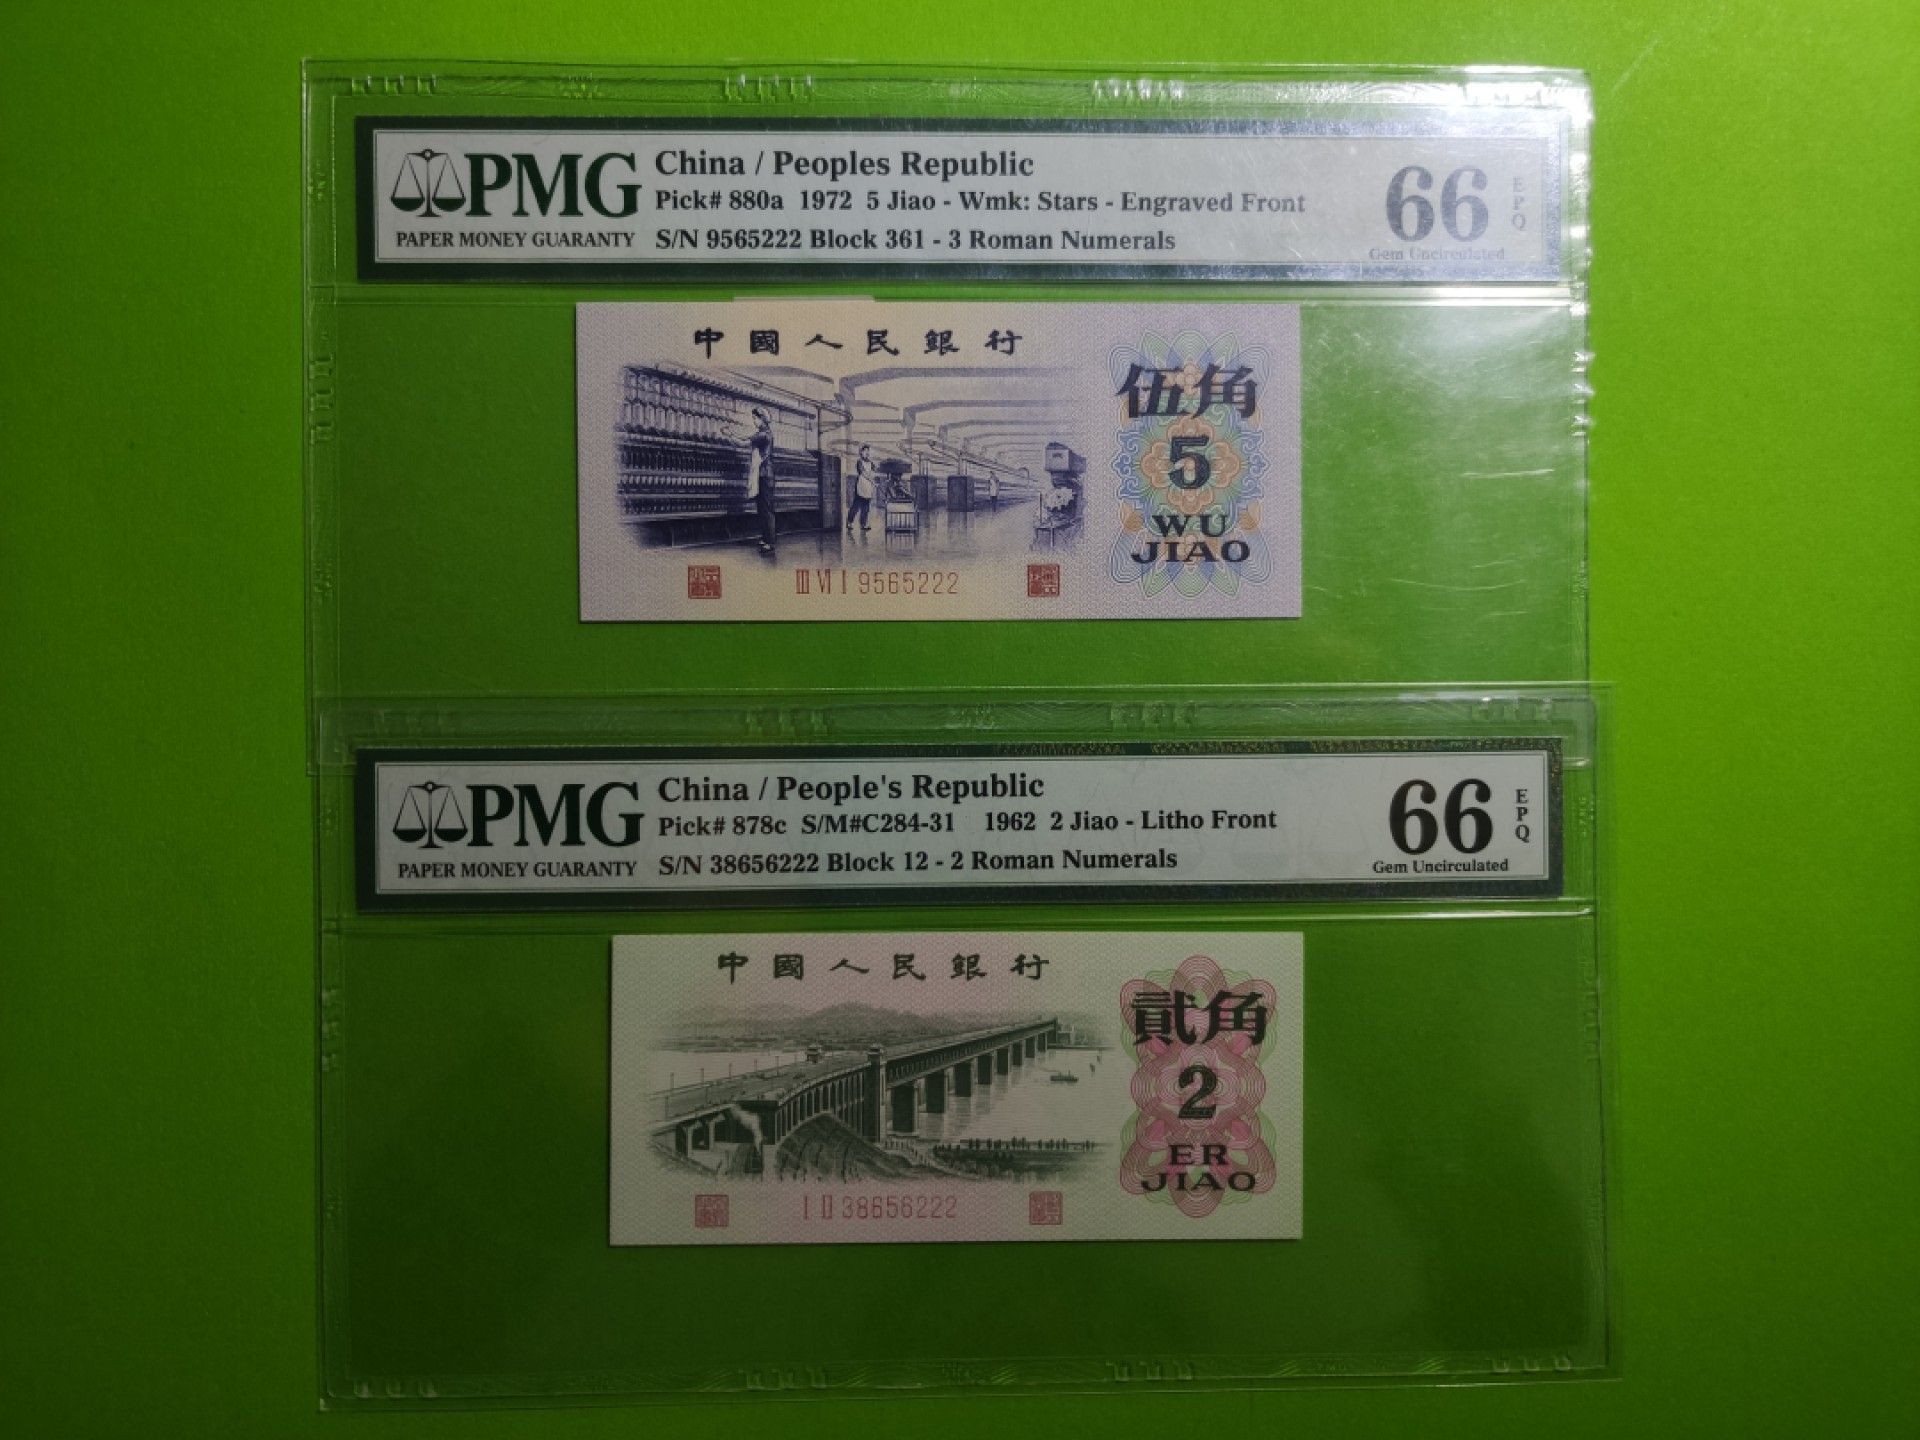 PMG
PAPER MONEY GUARANTY
China / Peoples Republic
Pick# 880a 1972 5 Jiao - Wmk: Stars - Engraved Front
S/N 9565222 Block 361 - 3 Roman Numerals
66 EPQ
Gem Uncirculated
中國人民銀行
伍角
5
WU
JIAO
III VI I 9565222
PMG
PAPER MONEY GUARANTY
China / People's Republic
Pick# 878c S/M#C284-31 1962 2 Jiao - Litho Front
S/N 38656222 Block 12 - 2 Roman Numerals
66 EPQ
Gem Uncirculated
中國人民銀行
貳角
2
ER
JIAO
I II 38656222